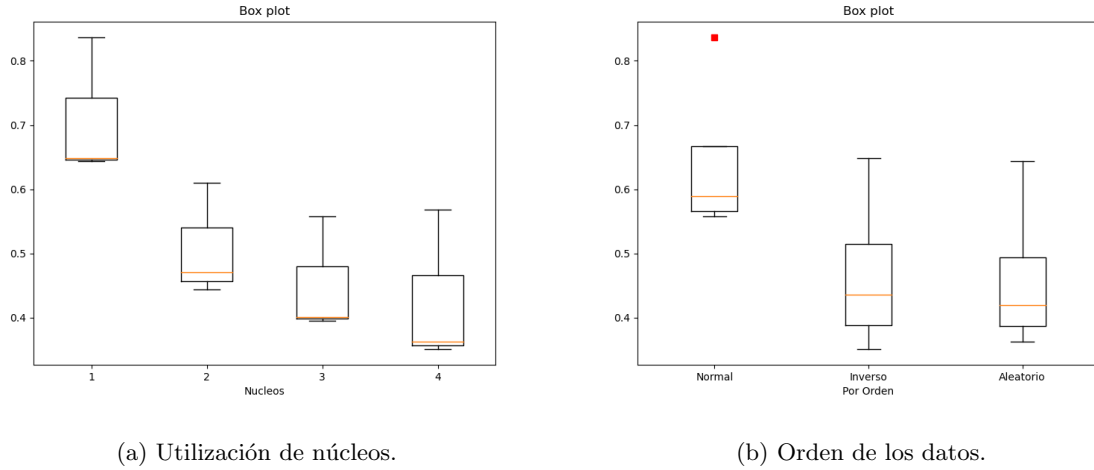 Box plot
0.8
0.7
0.6
0.5
0.4
1 2 3 4
Nucleos
(a) Utilización de núcleos.
Box plot
0.8
0.7
0.6
0.5
0.4
Normal Inverso Aleatorio
Por Orden
(b) Orden de los datos.